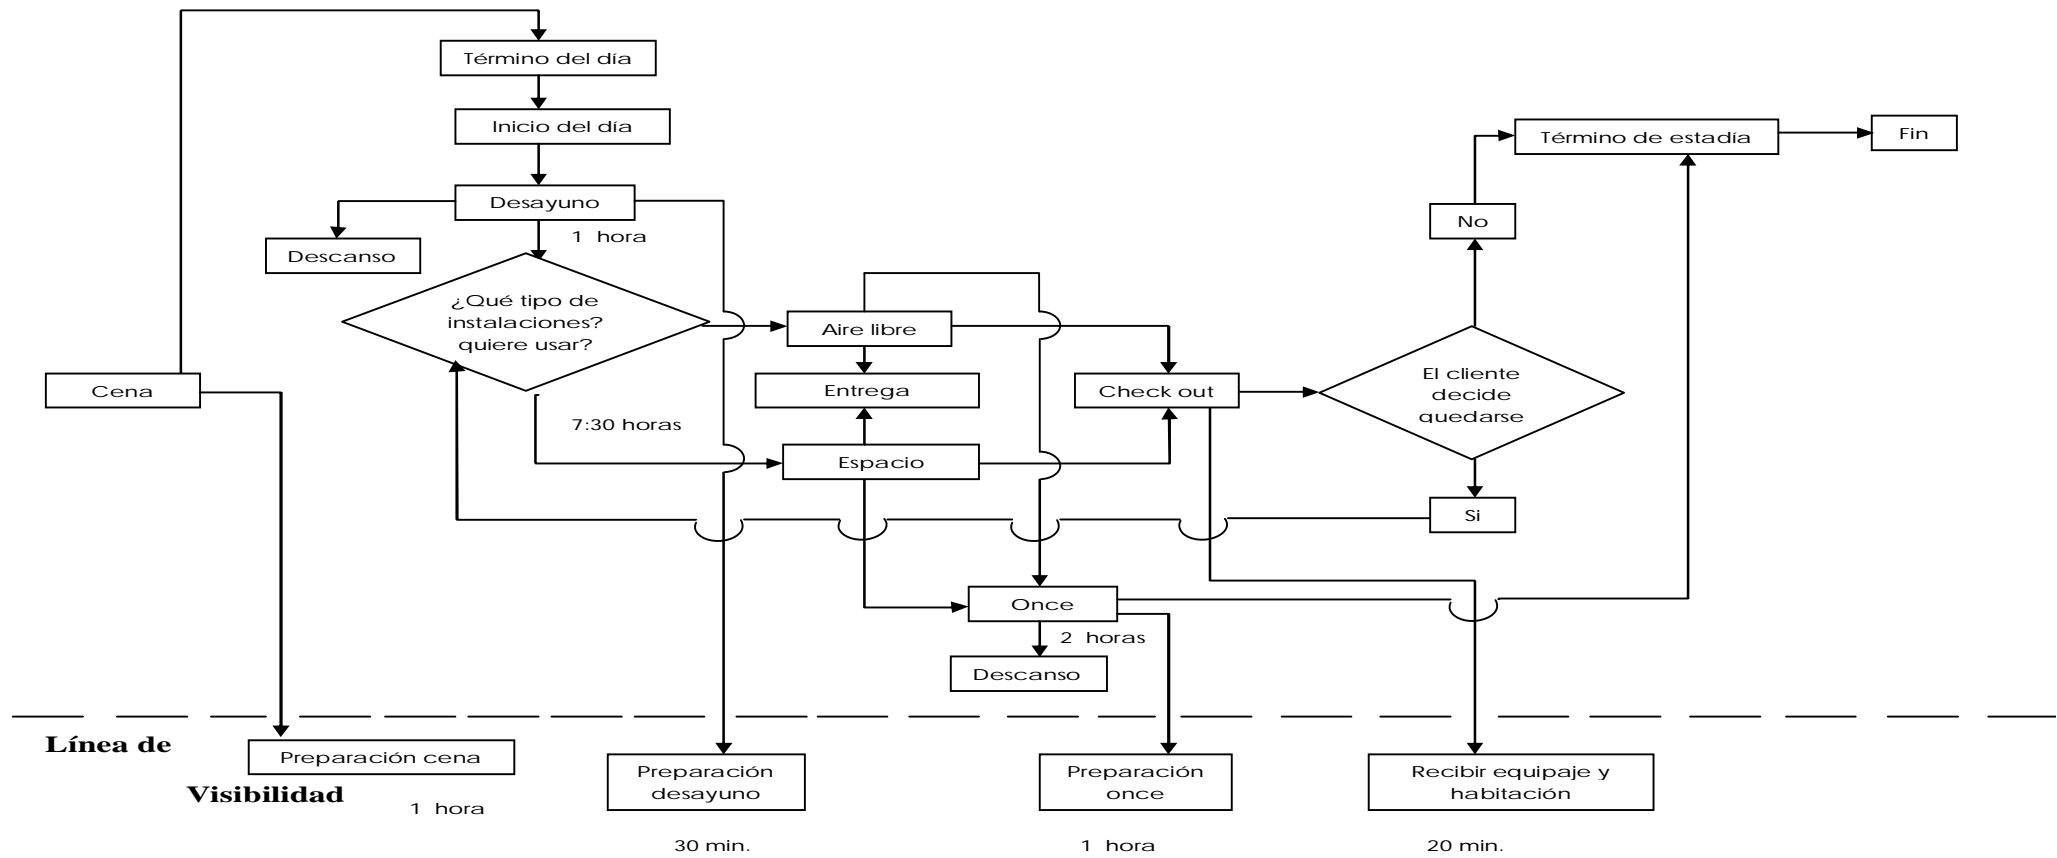 Término del día
Inicio del día
Término de estadía
Fin
Desayuno
No
1 hora
Descanso
¿Qué tipo de
instalaciones?
quiere usar?
Aire libre
Cena
Entrega
Check out
El cliente
decide
quedarse
7:30 horas
Espacio
Si
Once
2 horas
Descanso
Línea de
Visibilidad
Preparación cena
1 hora
Preparación
desayuno
30 min.
Preparación
once
1 hora
Recibir equipaje y
habitación
20 min.